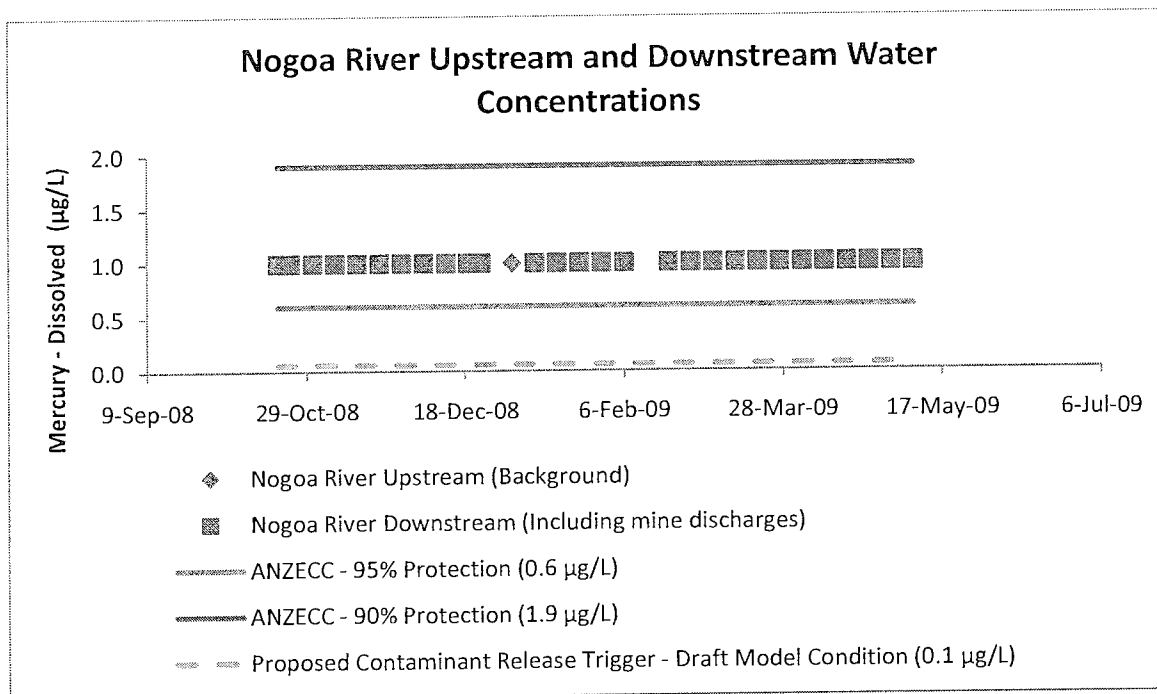 Nogoa River Upstream and Downstream Water
Concentrations
Mercury - Dissolved (µg/L)
2.0
1.5
1.0
0.5
0.0
9-Sep-08
29-Oct-08
18-Dec-08
6-Feb-09
28-Mar-09
17-May-09
6-Jul-09
Nogoa River Upstream (Background)
Nogoa River Downstream (Including mine discharges)
ANZECC - 95% Protection (0.6 µg/L)
ANZECC - 90% Protection (1.9 µg/L)
Proposed Contaminant Release Trigger - Draft Model Condition (0.1 µg/L)